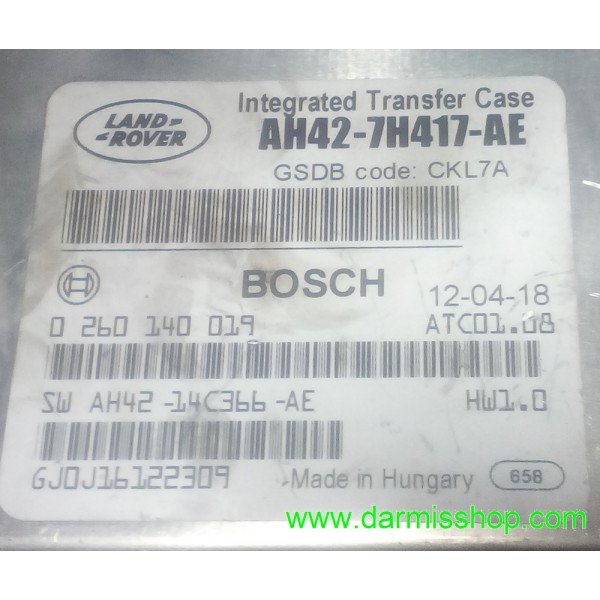 LAND-
ROVER
Integrated Transfer Case
AH42-7H417-AE
GSDB code: CKL7A
BOSCH
12-04-18
0 260 140 019
ATC01.08
SW AH42 -14C366 -AE
HW1.0
GJ0J16122309
Made in Hungary
658
www.darmisshop.com